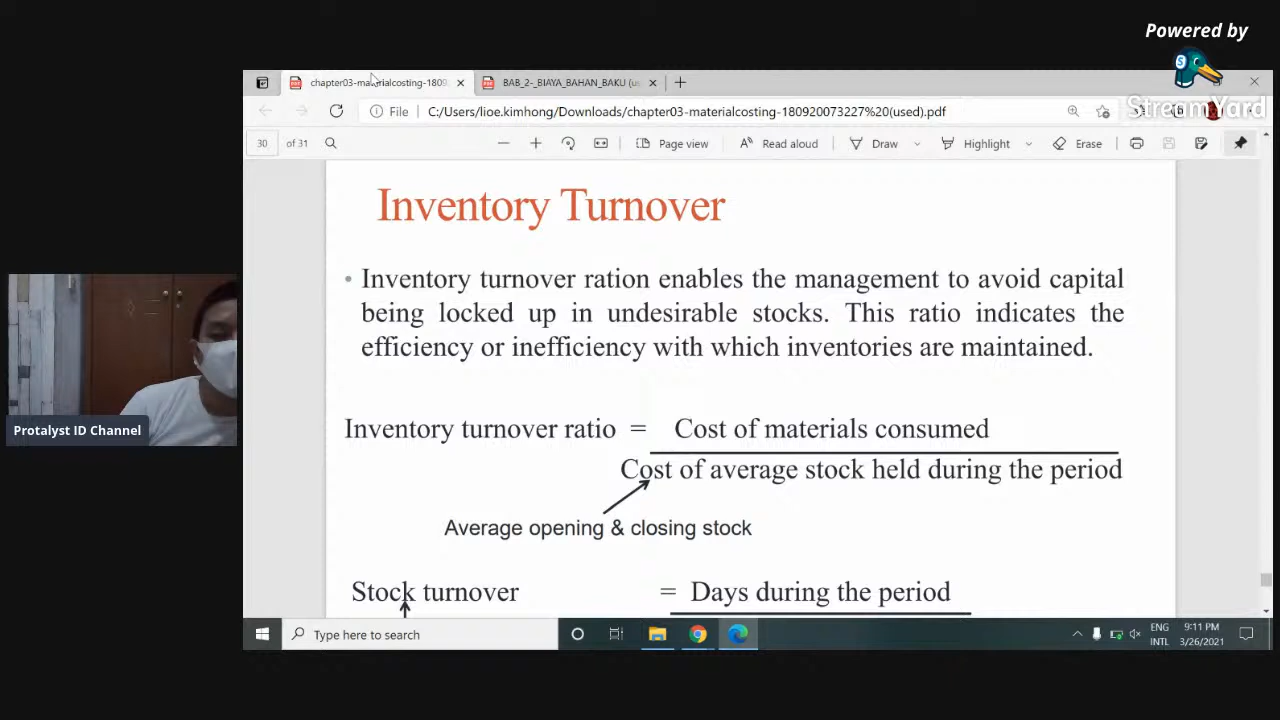 Powered by
S
StreamYard
chapter03-materialcosting-1809
BAB_2-_BIAYA_BAHAN_BAKU (u
File
C:/Users/lioe.kimhong/Downloads/chapter03-materialcosting-180920073227%20(used).pdf
30 of 31
Page view
Read aloud
Draw
Highlight
Erase
Inventory Turnover
• Inventory turnover ration enables the management to avoid capital
being locked up in undesirable stocks. This ratio indicates the
efficiency or inefficiency with which inventories are maintained.
Inventory turnover ratio = Cost of materials consumed
Cost of average stock held during the period
Average opening & closing stock
Stock turnover = Days during the period
Protalyst ID Channel
Type here to search
ENG
INTL
9:11 PM
3/26/2021